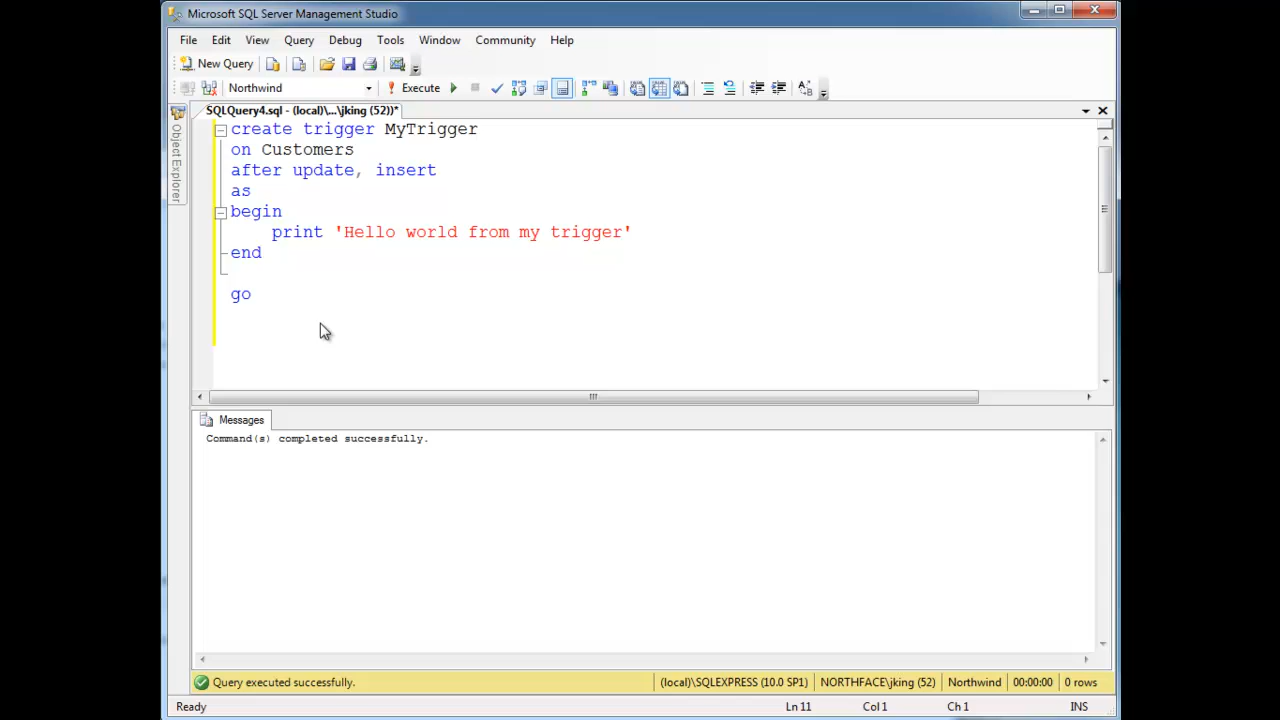 Microsoft SQL Server Management Studio
File Edit View Query Debug Tools Window Community Help
New Query
Northwind Execute
SQLQuery4.sql - (local)\...\jking (52))*
Object Explorer
create trigger MyTrigger
on Customers
after update, insert
as
begin
print 'Hello world from my trigger'
end
go
Messages
Command(s) completed successfully.
Query executed successfully. (local)\SQLEXPRESS (10.0 SP1) NORTHFACE\jking (52) Northwind 00:00:00 0 rows
Ready Ln 11 Col 1 Ch 1 INS